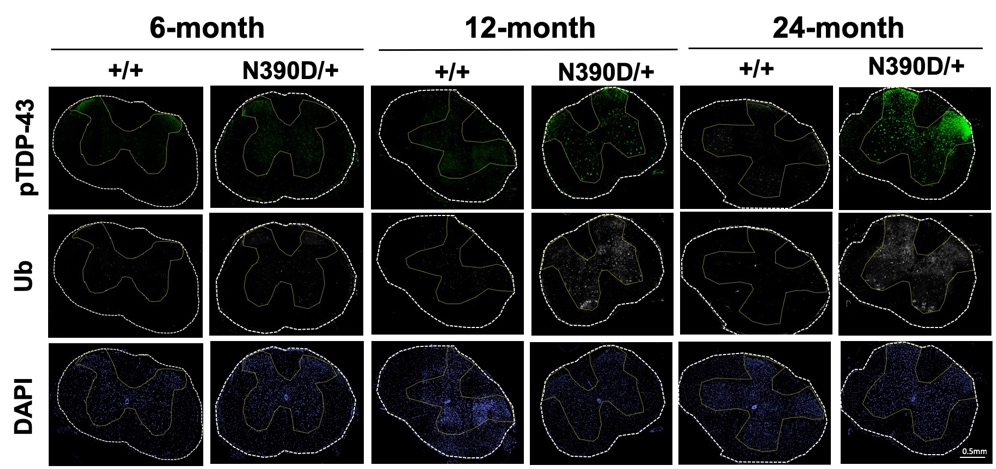 6-month 12-month 24-month
+/+ N390D/+ +/+ N390D/+ +/+ N390D/+
pTDP-43
Ub
DAPI
0.5mm